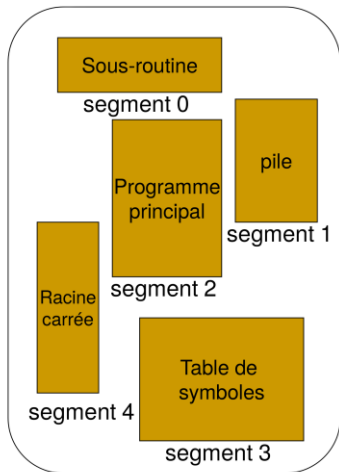 Sous-routine
segment 0
pile
segment 1
Programme
principal
segment 2
Racine
carrée
segment 4
Table de
symboles
segment 3